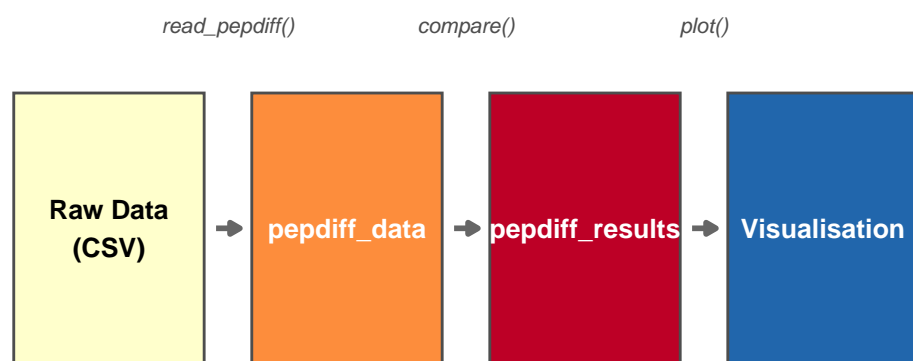 read_pepdiff() compare() plot()
Raw Data
(CSV)
pepdiff_data
pepdiff_results
Visualisation